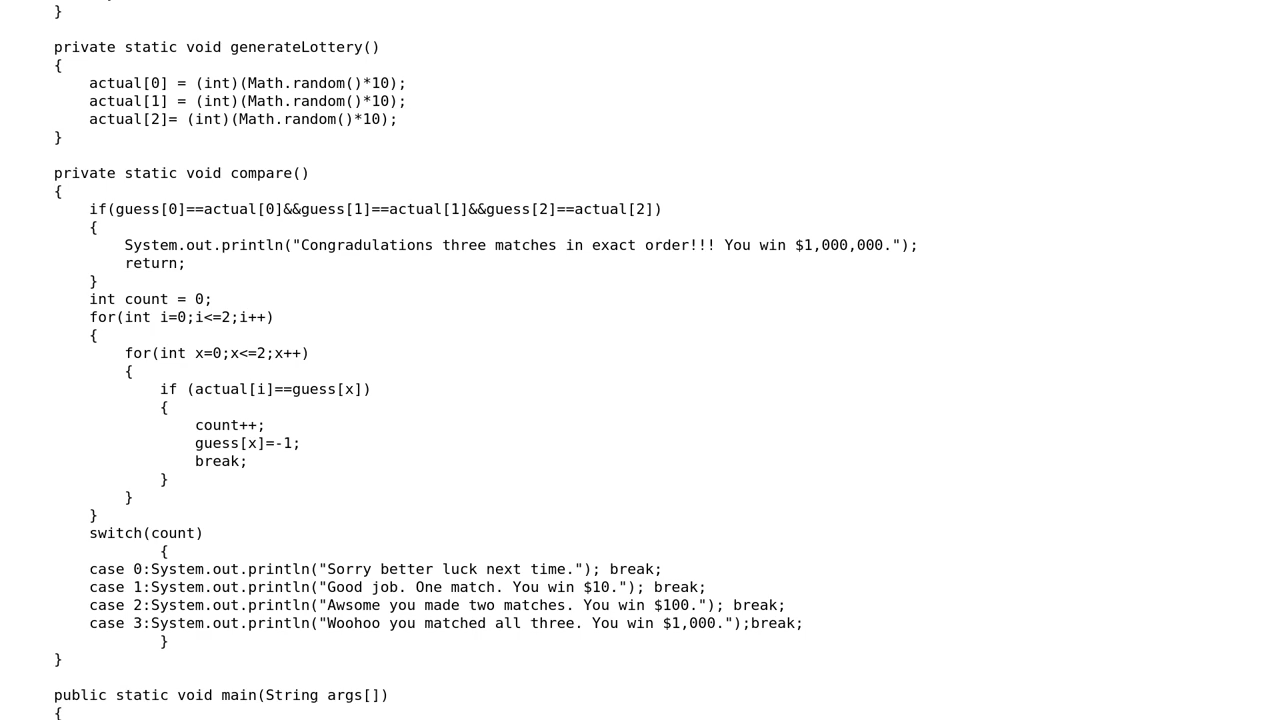 }
private static void generateLottery()
{
actual[0] = (int)(Math.random()*10);
actual[1] = (int)(Math.random()*10);
actual[2]= (int)(Math.random()*10);
}
private static void compare()
{
if(guess[0]==actual[0]&&guess[1]==actual[1]&&guess[2]==actual[2])
{
System.out.println("Congradulations three matches in exact order!!! You win $1,000,000.");
return;
}
int count = 0;
for(int i=0;i<=2;i++)
{
for(int x=0;x<=2;x++)
{
if (actual[i]==guess[x])
{
count++;
guess[x]=-1;
break;
}
}
}
switch(count)
{
case 0:System.out.println("Sorry better luck next time."); break;
case 1:System.out.println("Good job. One match. You win $10."); break;
case 2:System.out.println("Awsome you made two matches. You win $100."); break;
case 3:System.out.println("Woohoo you matched all three. You win $1,000.");break;
}
}
public static void main(String args[])
{